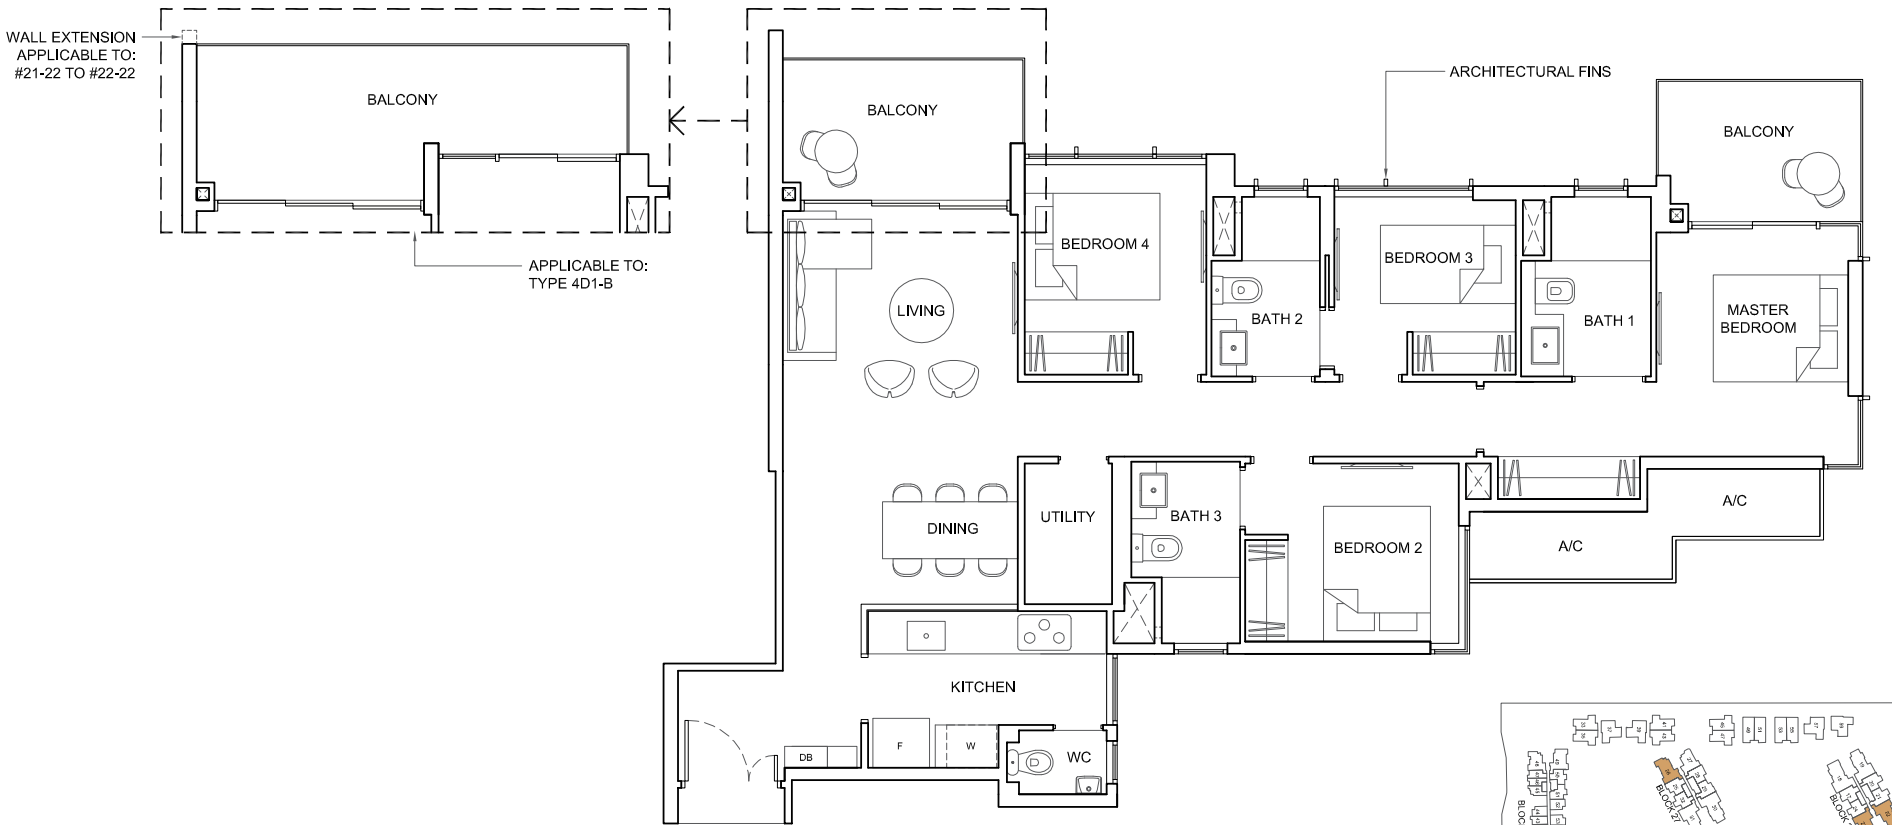 WALL EXTENSION
APPLICABLE TO:
#21-22 TO #22-22
BALCONY
APPLICABLE TO:
TYPE 4D1-B
BALCONY
ARCHITECTURAL FINS
BALCONY
BEDROOM 4
BEDROOM 3
LIVING
BATH 2
BATH 1
MASTER
BEDROOM
DINING
UTILITY
BATH 3
BEDROOM 2
A/C
A/C
KITCHEN
DB
F
W
WC
BLOCK 27